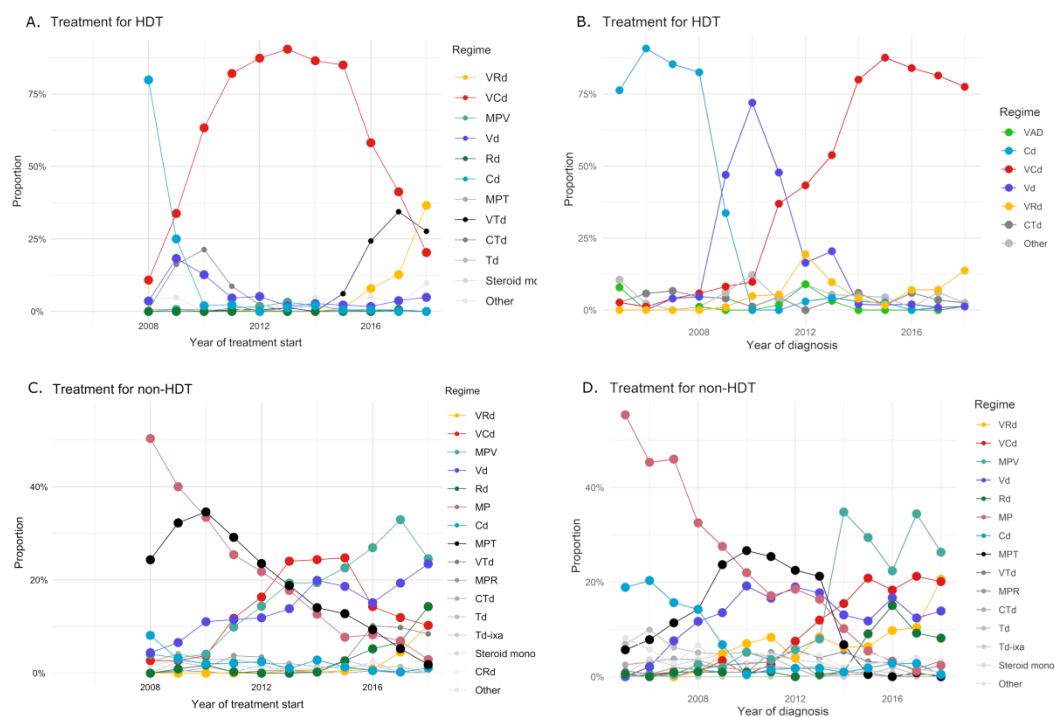 A. Treatment for HDT
Proportion
75%
50%
25%
0%
2008
2012
2016
Year of treatment start
Regime
VRd
VCd
MPV
Vd
Rd
Cd
MPT
VTd
CTd
Td
Steroid mo
Other
B. Treatment for HDT
Proportion
75%
50%
25%
0%
2008
2012
2016
Year of diagnosis
Regime
VAD
Cd
VCd
Vd
VRd
CTd
Other
C. Treatment for non-HDT
Proportion
40%
20%
0%
2008
2012
2016
Year of treatment start
Regime
VRd
VCd
MPV
Vd
Rd
MP
Cd
MPT
VTd
MPR
CTd
Td
Td-ixa
Steroid mono
CRd
Other
D. Treatment for non-HDT
Proportion
40%
20%
0%
2008
2012
2016
Year of diagnosis
Regime
VRd
VCd
MPV
Vd
Rd
MP
Cd
MPT
VTd
MPR
CTd
Td
Td-ixa
Steroid mono
Other